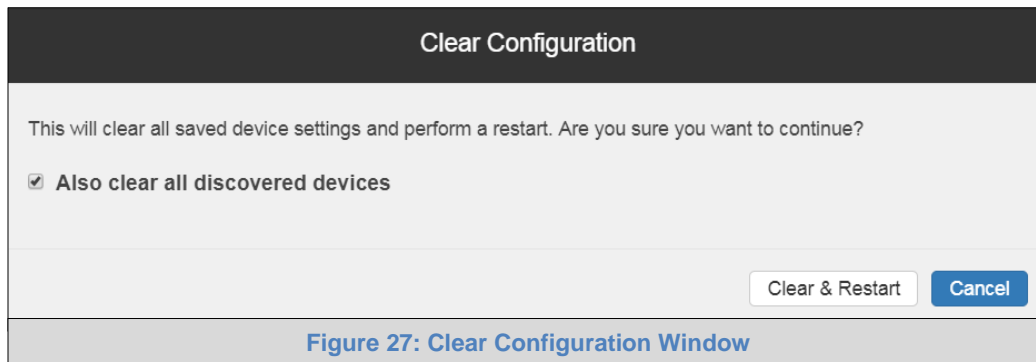 Clear Configuration
This will clear all saved device settings and perform a restart. Are you sure you want to continue?
Also clear all discovered devices
Clear & Restart
Cancel
Figure 27: Clear Configuration Window